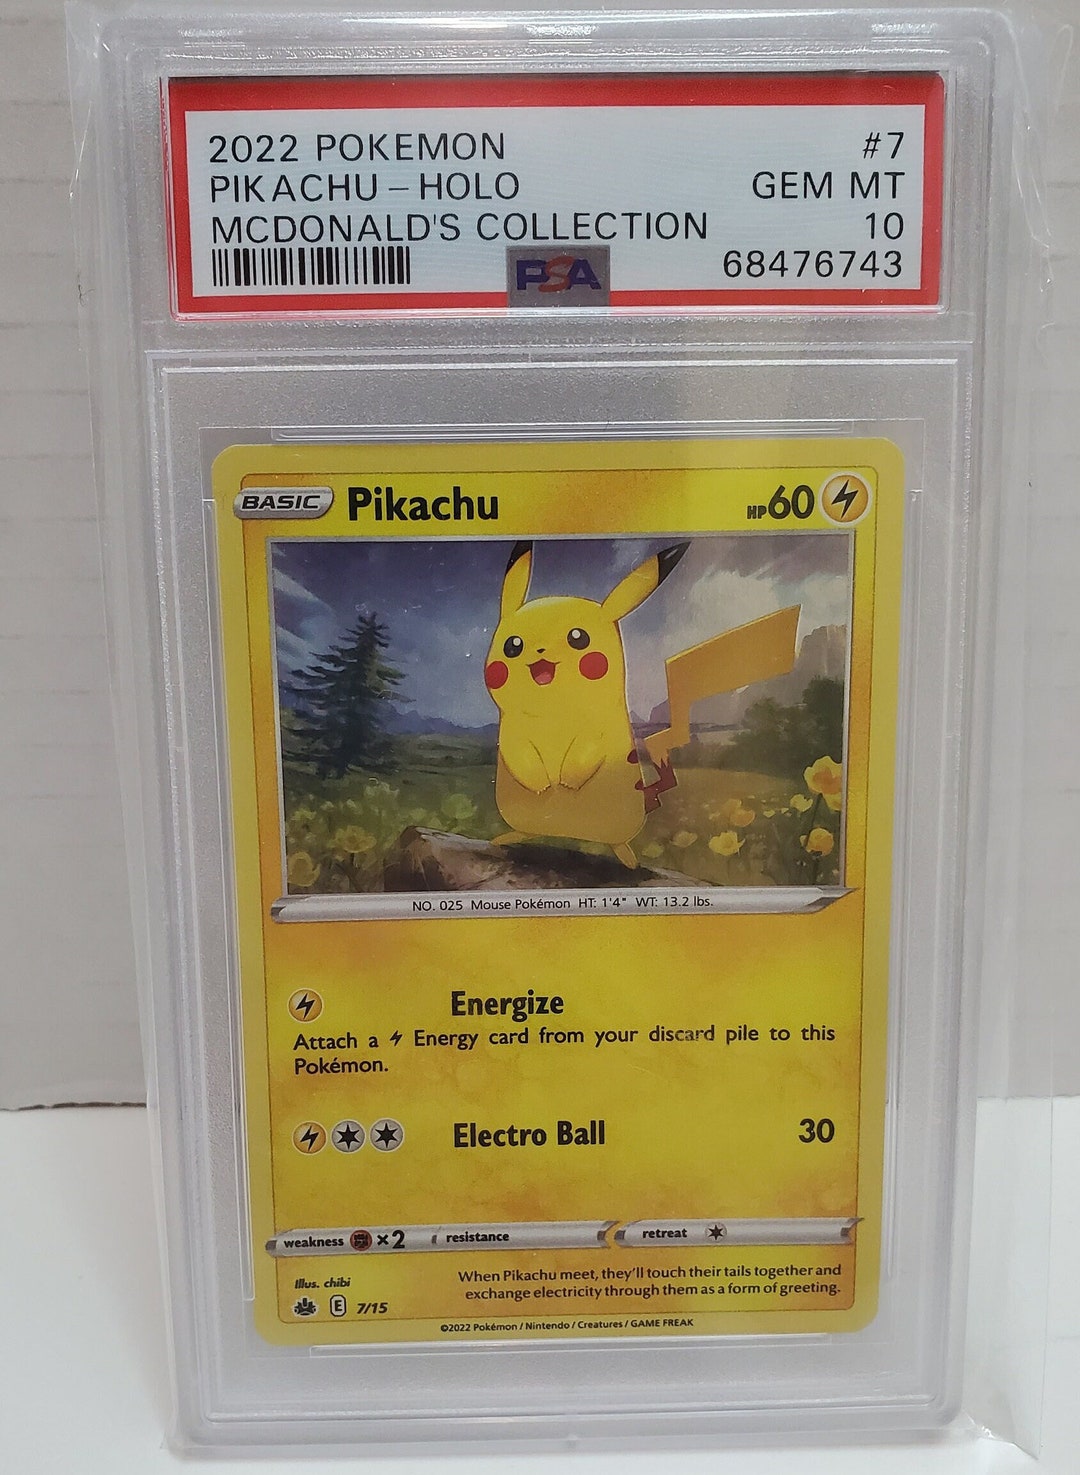 2022 POKEMON #7
PIKACHU - HOLO GEM MT
MCDONALD'S COLLECTION 10
PSA 68476743
BASIC Pikachu HP60
NO. 025 Mouse Pokémon HT: 1'4" WT: 13.2 lbs.
Energize
Attach a Energy card from your discard pile to this
Pokémon.
Electro Ball 30
weakness ×2 resistance retreat
Illus. chibi
When Pikachu meet, they'll touch their tails together and
exchange electricity through them as a form of greeting.
E 7/15
©2022 Pokémon / Nintendo / Creatures / GAME FREAK